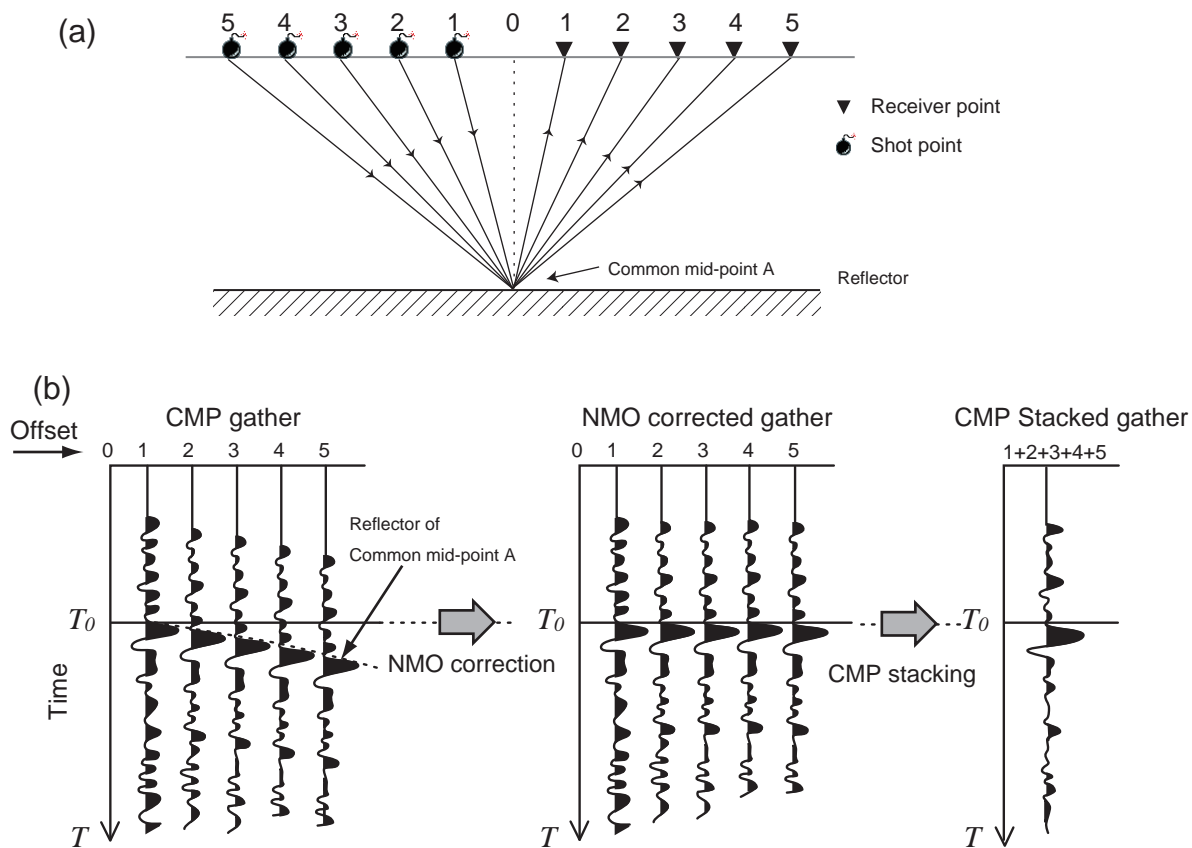 (a)
5 4 3 2 1 0 1 2 3 4 5
Receiver point
Shot point
Common mid-point A
Reflector
(b)
CMP gather
NMO corrected gather
CMP Stacked gather
Offset
0 1 2 3 4 5
0 1 2 3 4 5
1+2+3+4+5
Reflector of
Common mid-point A
T0
T0
T0
NMO correction
CMP stacking
Time
T
T
T